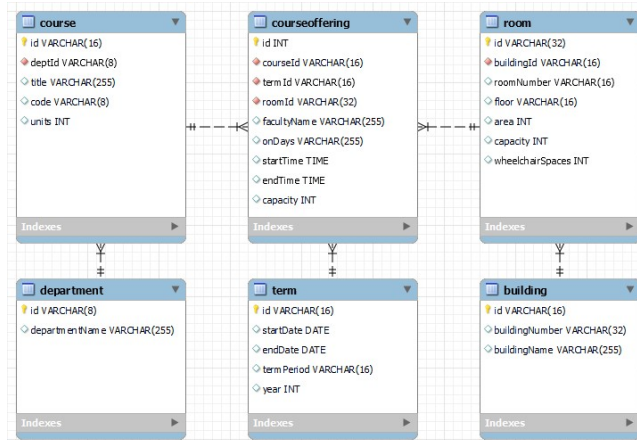 course
id VARCHAR(16)
deptId VARCHAR(8)
title VARCHAR(255)
code VARCHAR(8)
units INT
Indexes
courseoffering
id INT
courseId VARCHAR(16)
termId VARCHAR(16)
roomId VARCHAR(32)
facultyName VARCHAR(255)
onDays VARCHAR(255)
startTime TIME
endTime TIME
capacity INT
Indexes
room
id VARCHAR(32)
buildingId VARCHAR(16)
roomNumber VARCHAR(16)
floor VARCHAR(16)
area INT
capacity INT
wheelchairSpaces INT
Indexes
department
id VARCHAR(8)
departmentName VARCHAR(255)
Indexes
term
id VARCHAR(16)
startDate DATE
endDate DATE
termPeriod VARCHAR(16)
year INT
Indexes
building
id VARCHAR(16)
buildingNumber VARCHAR(32)
buildingName VARCHAR(255)
Indexes